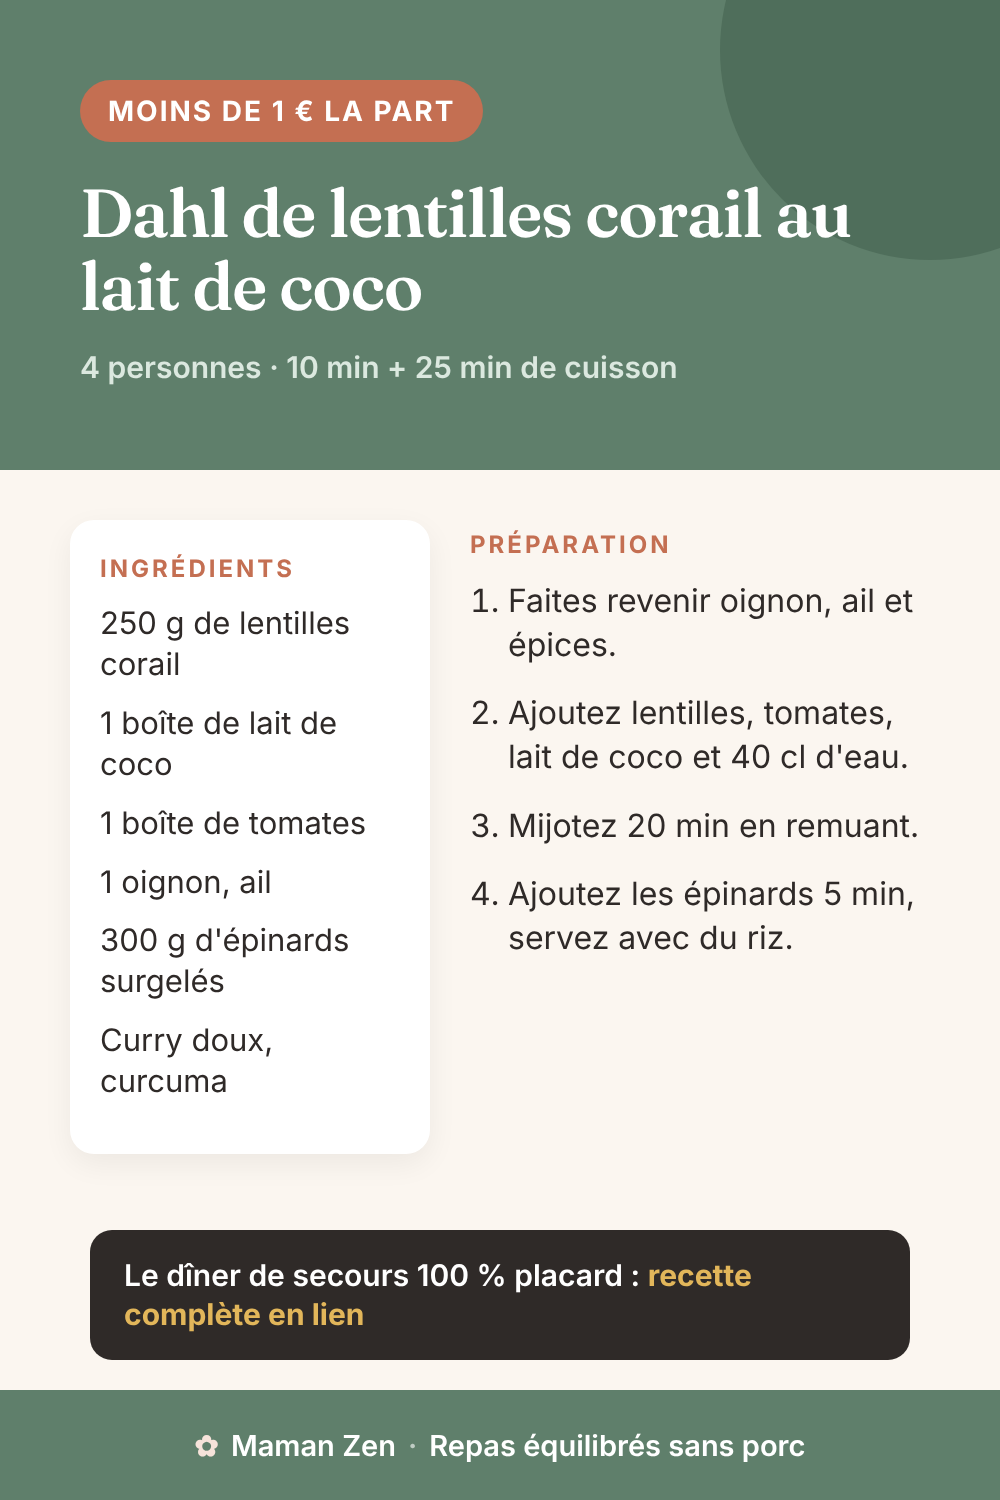 MOINS DE 1 € LA PART
Dahl de lentilles corail au
lait de coco
4 personnes · 10 min + 25 min de cuisson
INGRÉDIENTS
250 g de lentilles
corail
1 boîte de lait de
coco
1 boîte de tomates
1 oignon, ail
300 g d'épinards
surgelés
Curry doux,
curcuma
PRÉPARATION
1. Faites revenir oignon, ail et
épices.
2. Ajoutez lentilles, tomates,
lait de coco et 40 cl d'eau.
3. Mijotez 20 min en remuant.
4. Ajoutez les épinards 5 min,
servez avec du riz.
Le dîner de secours 100 % placard : recette
complète en lien
✿ Maman Zen · Repas équilibrés sans porc